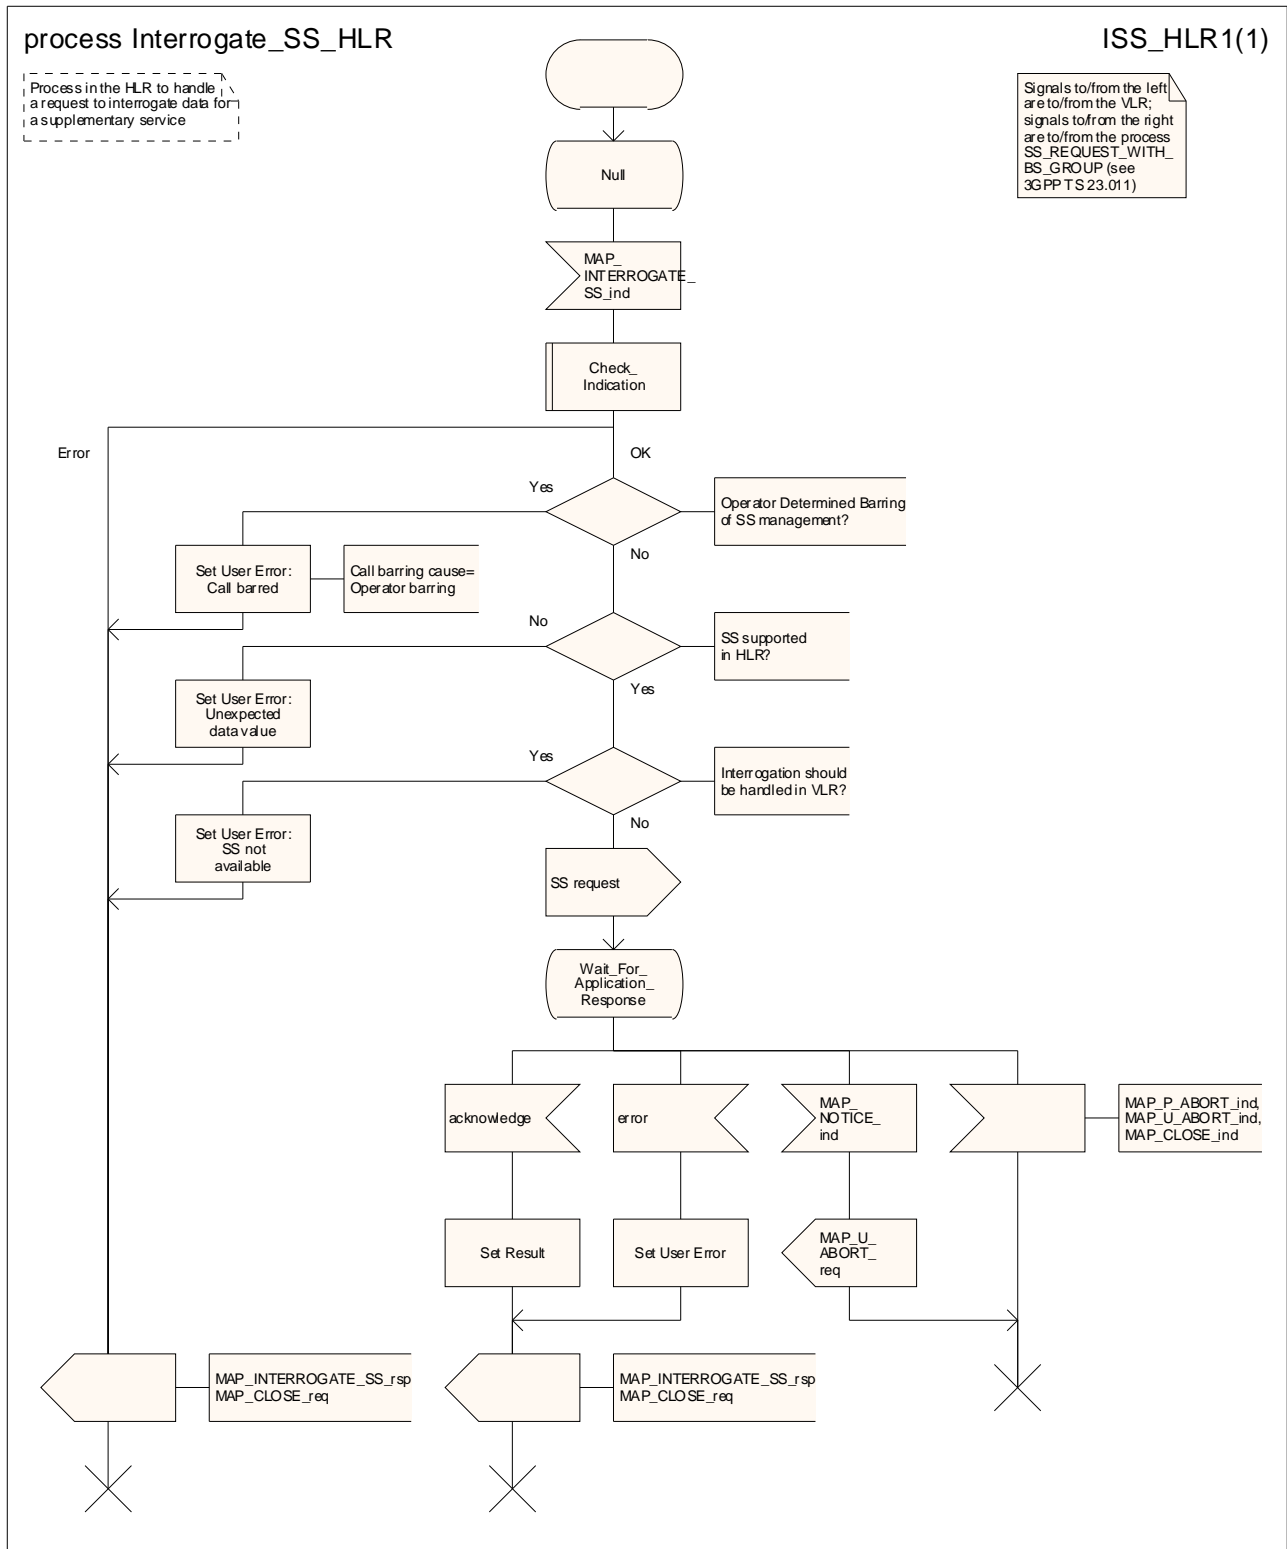 process Interrogate_SS_HLR
ISS_HLR1(1)
Process in the HLR to handle
a request to interrogate data for
a supplementary service
Signals to/from the left
are to/from the VLR;
signals to/from the right
are to/from the process
SS_REQUEST_WITH_
BS_GROUP (see
3GPP TS 23.011)
Null
MAP_
INTERROGATE_
SS_ind
Check_
Indication
Error
OK
Yes
Operator Determined Barring
of SS management?
No
Set User Error:
Call barred
Call barring cause=
Operator barring
No
SS supported
in HLR?
Yes
Set User Error:
Unexpected
data value
Yes
Interrogation should
be handled in VLR?
No
Set User Error:
SS not
available
SS request
Wait_For_
Application_
Response
acknowledge
error
MAP_
NOTICE_
ind
MAP_P_ABORT_ind,
MAP_U_ABORT_ind,
MAP_CLOSE_ind
Set Result
Set User Error
MAP_U_
ABORT_
req
MAP_INTERROGATE_SS_rsp
MAP_CLOSE_req
MAP_INTERROGATE_SS_rsp
MAP_CLOSE_req